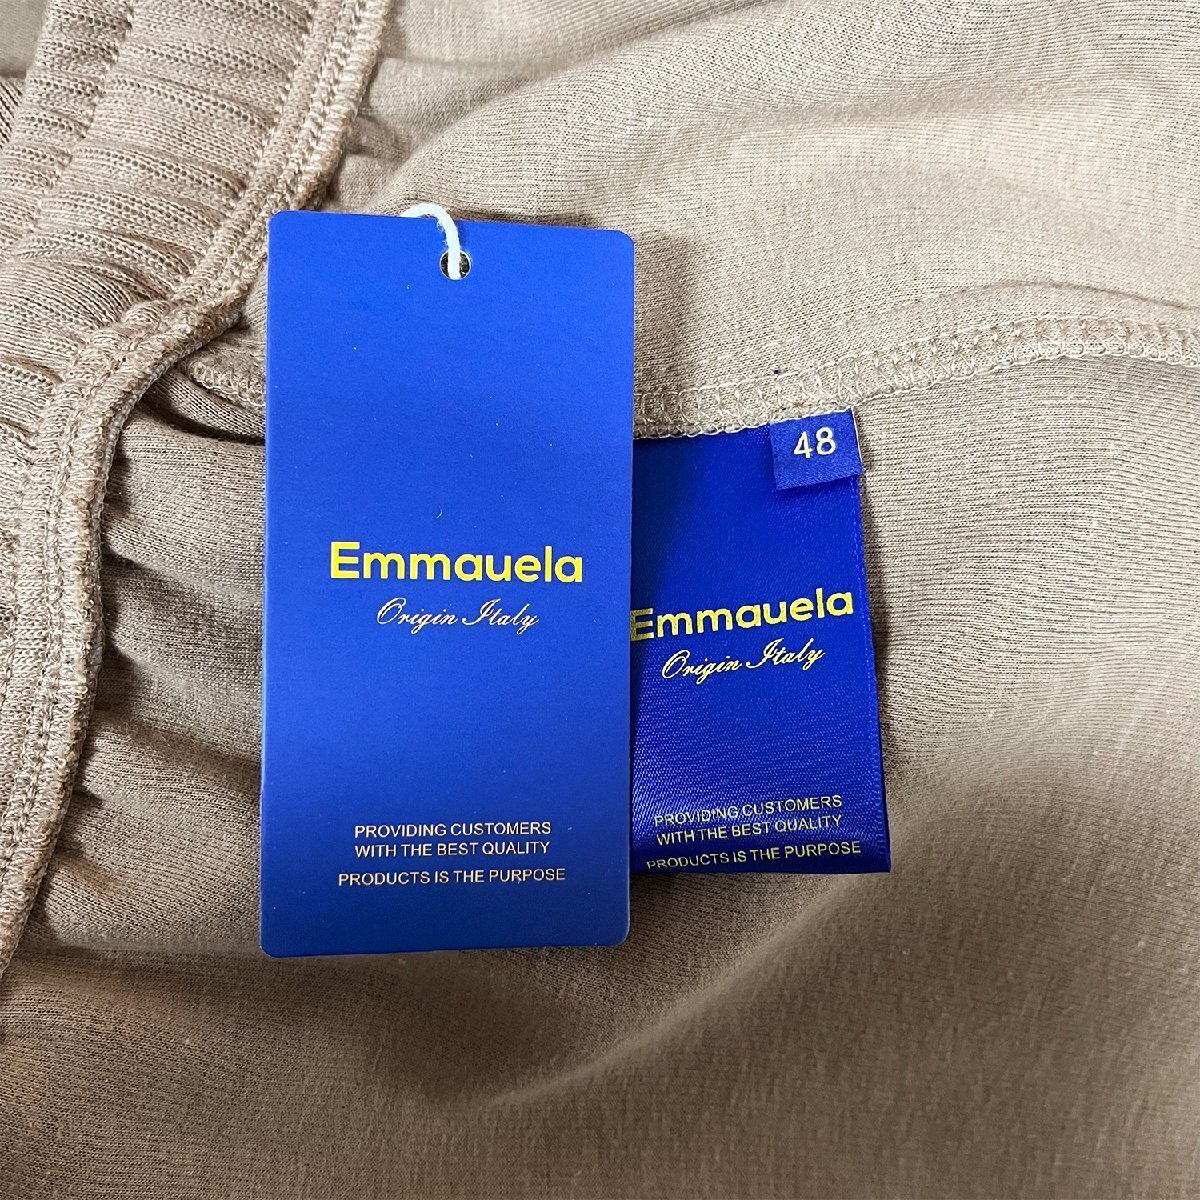 Emmauela
Origin Italy
PROVIDING CUSTOMERS
WITH THE BEST QUALITY
PRODUCTS IS THE PURPOSE
48
Emmauela
Origin Italy
PROVIDING CUSTOMERS
WITH THE BEST QUALITY
PRODUCTS IS THE PURPOSE